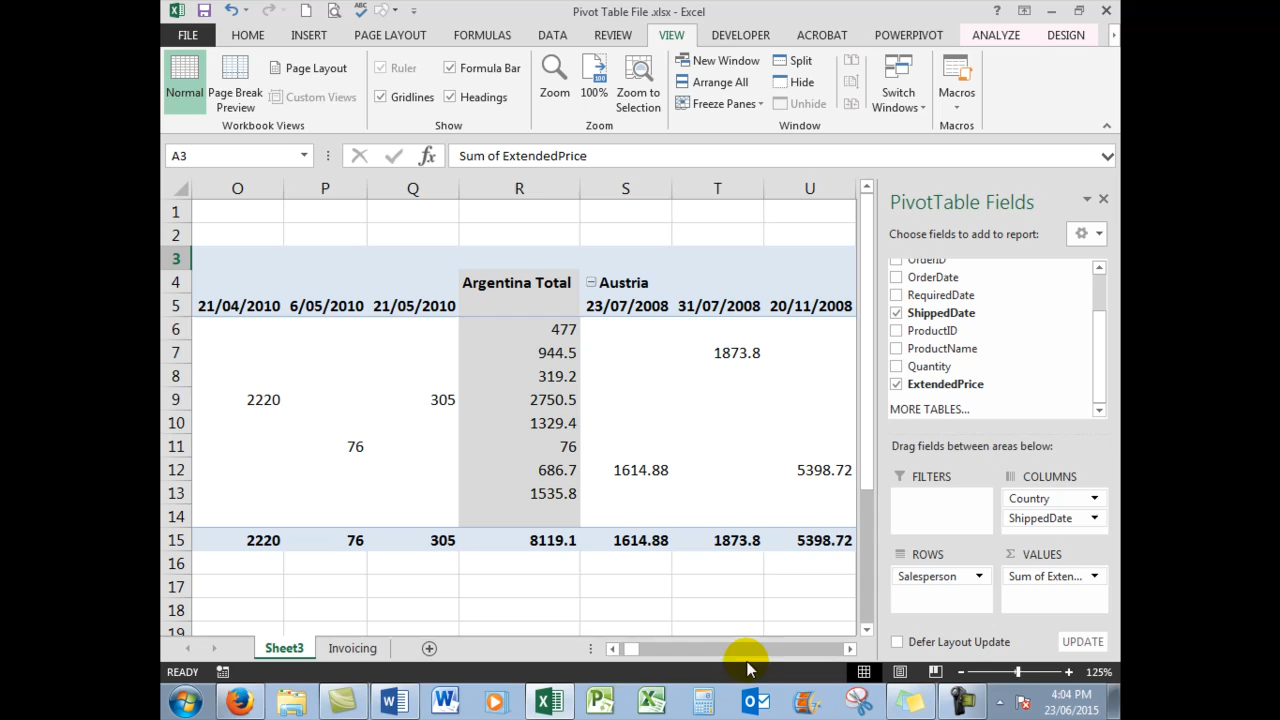 Pivot Table File .xlsx - Excel
FILE HOME INSERT PAGE LAYOUT FORMULAS DATA REVIEW VIEW DEVELOPER ACROBAT POWERPIVOT ANALYZE DESIGN
Normal
Page Break Preview
Page Layout
Custom Views
Workbook Views
Ruler
Formula Bar
Gridlines
Headings
Show
Zoom
100%
Zoom to Selection
Zoom
New Window
Arrange All
Freeze Panes
Split
Hide
Unhide
Switch Windows
Window
Macros
Macros
A3
fx
Sum of ExtendedPrice
O P Q R S T U
1
2
3
4 Argentina Total Austria
5 21/04/2010 6/05/2010 21/05/2010 23/07/2008 31/07/2008 20/11/2008
6 477
7 944.5 1873.8
8 319.2
9 2220 305 2750.5
10 1329.4
11 76 76
12 686.7 1614.88 5398.72
13 1535.8
14
15 2220 76 305 8119.1 1614.88 1873.8 5398.72
16
17
18
19
PivotTable Fields
Choose fields to add to report:
OrderID
OrderDate
RequiredDate
ShippedDate
ProductID
ProductName
Quantity
ExtendedPrice
MORE TABLES...
Drag fields between areas below:
FILTERS
COLUMNS
Country
ShippedDate
ROWS
Salesperson
VALUES
Sum of Exten...
Defer Layout Update
UPDATE
Sheet3 Invoicing
READY
125%
4:04 PM
23/06/2015